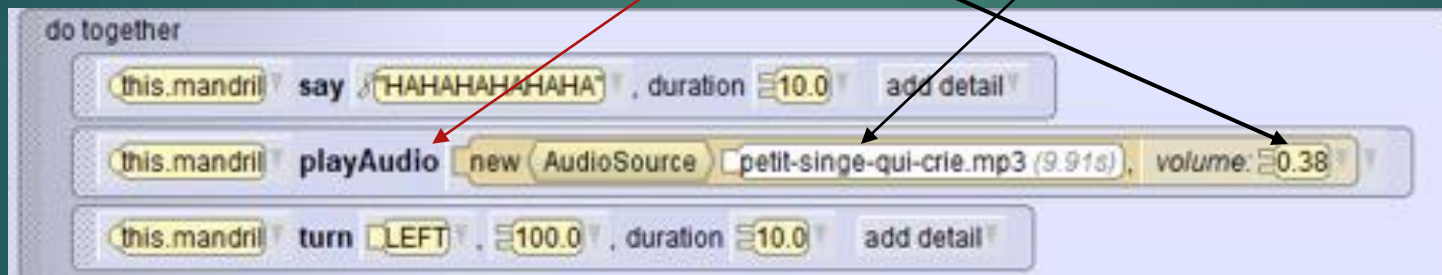 do together
this.mandril say "HAHAHAHAHAHA" , duration 10.0 add detail
this.mandril playAudio new AudioSource petit-singe-qui-crie.mp3 (9.91s), volume: 0.38
this.mandril turn LEFT , 100.0 , duration 10.0 add detail